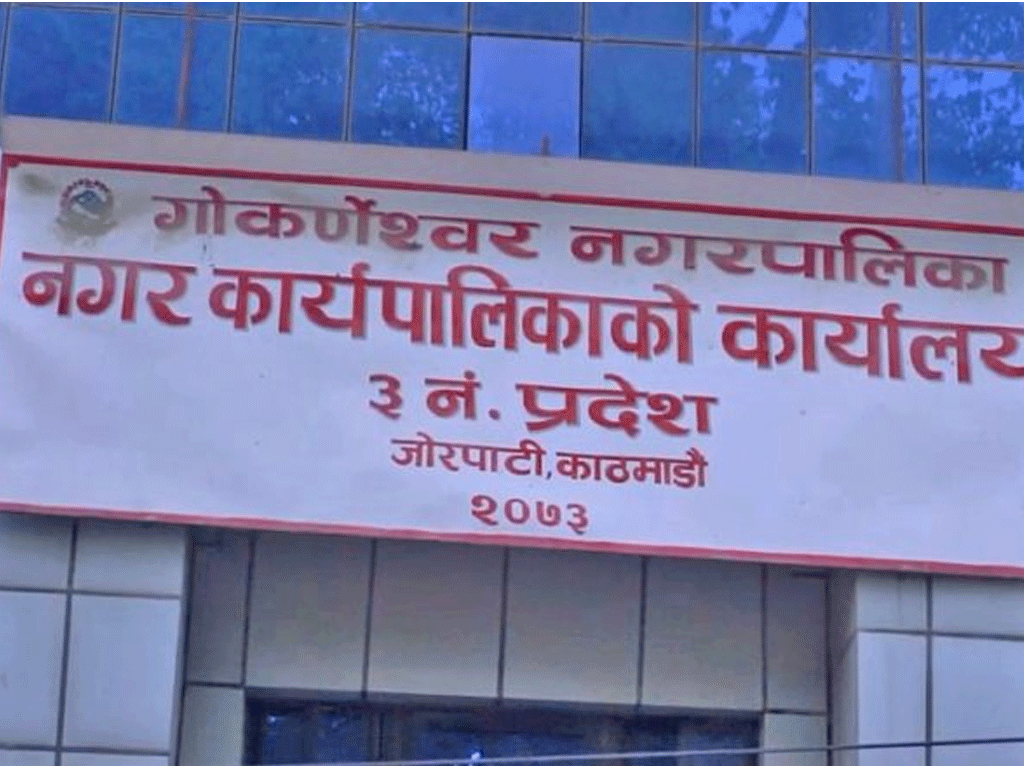 गोकर्णेश्वर नगरपालिका
नगर कार्यपालिकाको कार्यालय
३ नं. प्रदेश
जोरपाटी,काठमाडौं
२०७३